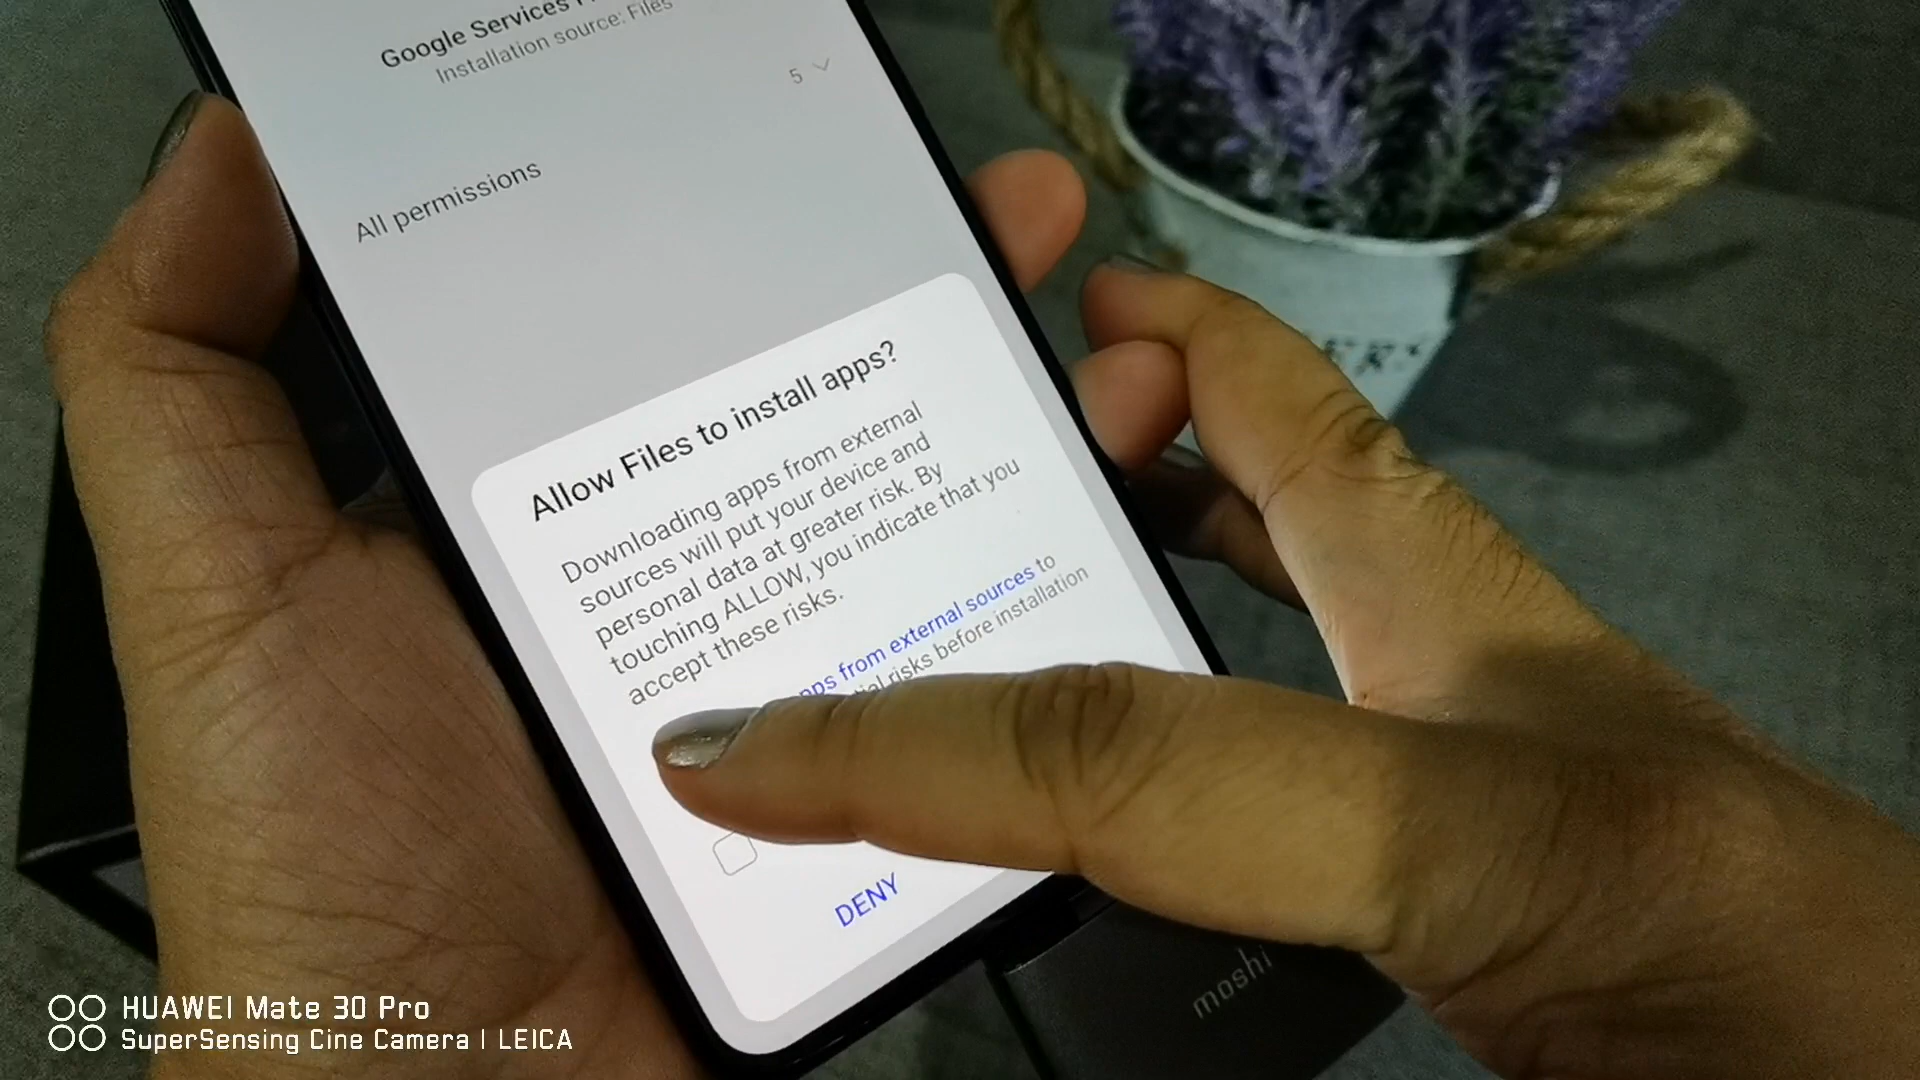 Google Services
Installation source: Files
5
All permissions
Allow Files to install apps?
Downloading apps from external
sources will put your device and
personal data at greater risk. By
touching ALLOW, you indicate that you
accept these risks.
apps from external sources to
risks before installation
DENY
moshi
HUAWEI Mate 30 Pro
SuperSensing Cine Camera | LEICA